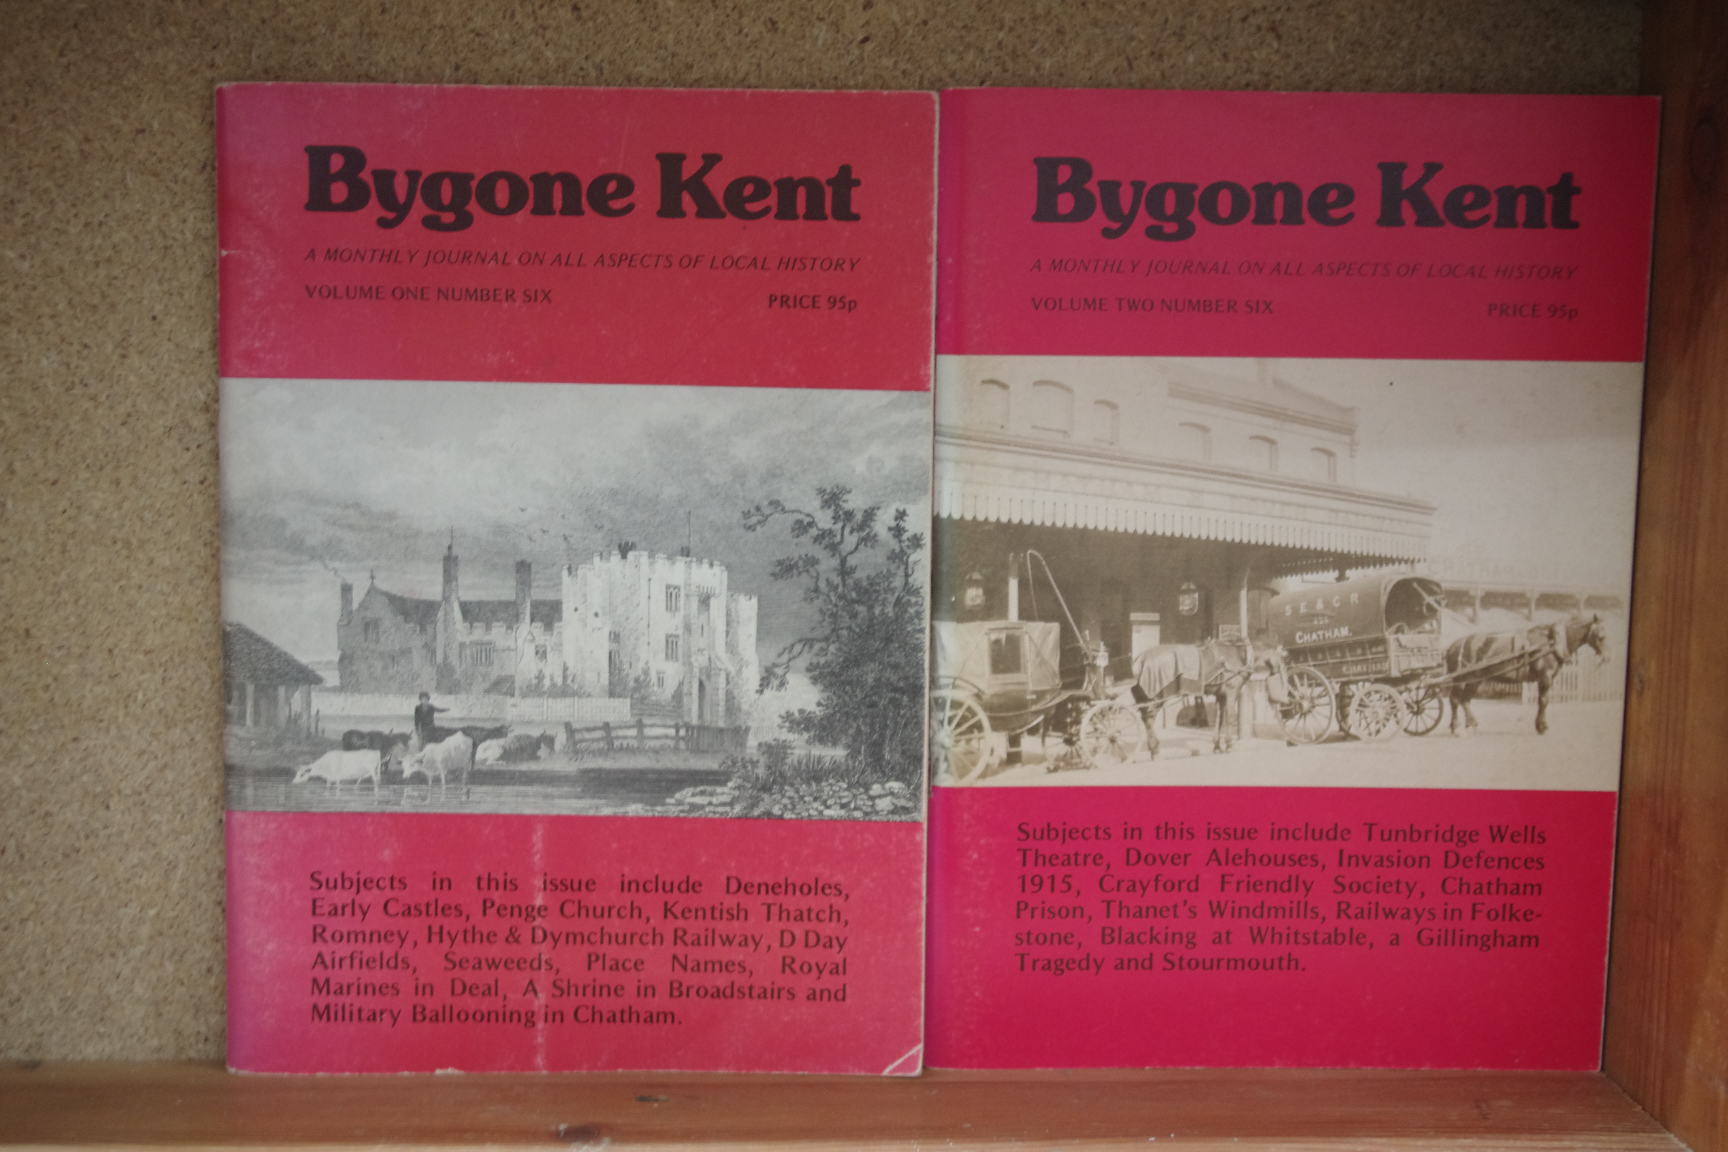 Bygone Kent
A MONTHLY JOURNAL ON ALL ASPECTS OF LOCAL HISTORY
VOLUME ONE NUMBER SIX PRICE 95p
Subjects in this issue include Deneholes,
Early Castles, Penge Church, Kentish Thatch,
Romney, Hythe & Dymchurch Railway, D Day
Airfields, Seaweeds, Place Names, Royal
Marines in Deal, A Shrine in Broadstairs and
Military Ballooning in Chatham.
Bygone Kent
A MONTHLY JOURNAL ON ALL ASPECTS OF LOCAL HISTORY
VOLUME TWO NUMBER SIX PRICE 95p
S E & C R
CHATHAM.
Subjects in this issue include Tunbridge Wells
Theatre, Dover Alehouses, Invasion Defences
1915, Crayford Friendly Society, Chatham
Prison, Thanet's Windmills, Railways in Folke-
stone, Blacking at Whitstable, a Gillingham
Tragedy and Stourmouth.